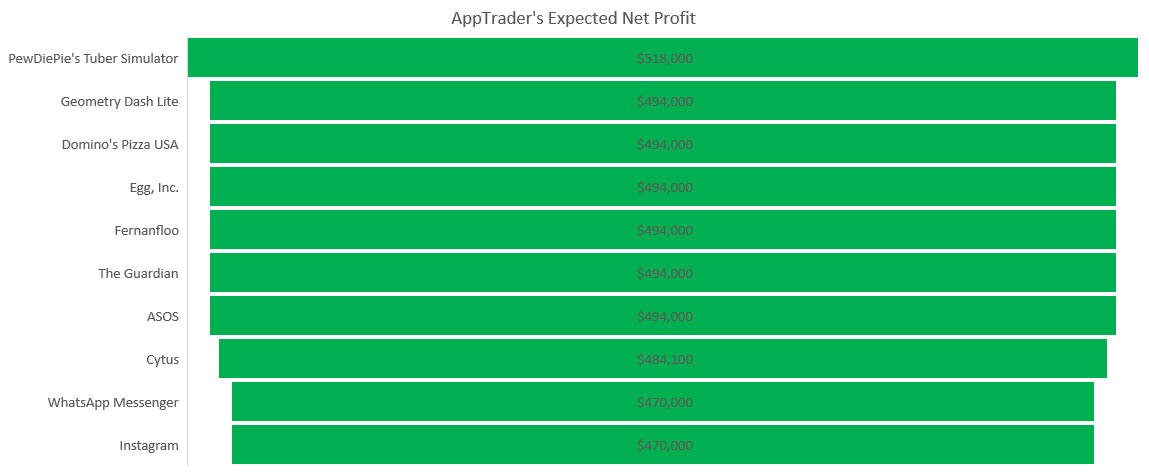 AppTrader's Expected Net Profit
PewDiePie's Tuber Simulator $518,000
Geometry Dash Lite $494,000
Domino's Pizza USA $494,000
Egg, Inc. $494,000
Fernanfloo $494,000
The Guardian $494,000
ASOS $494,000
Cytus $484,100
WhatsApp Messenger $470,000
Instagram $470,000